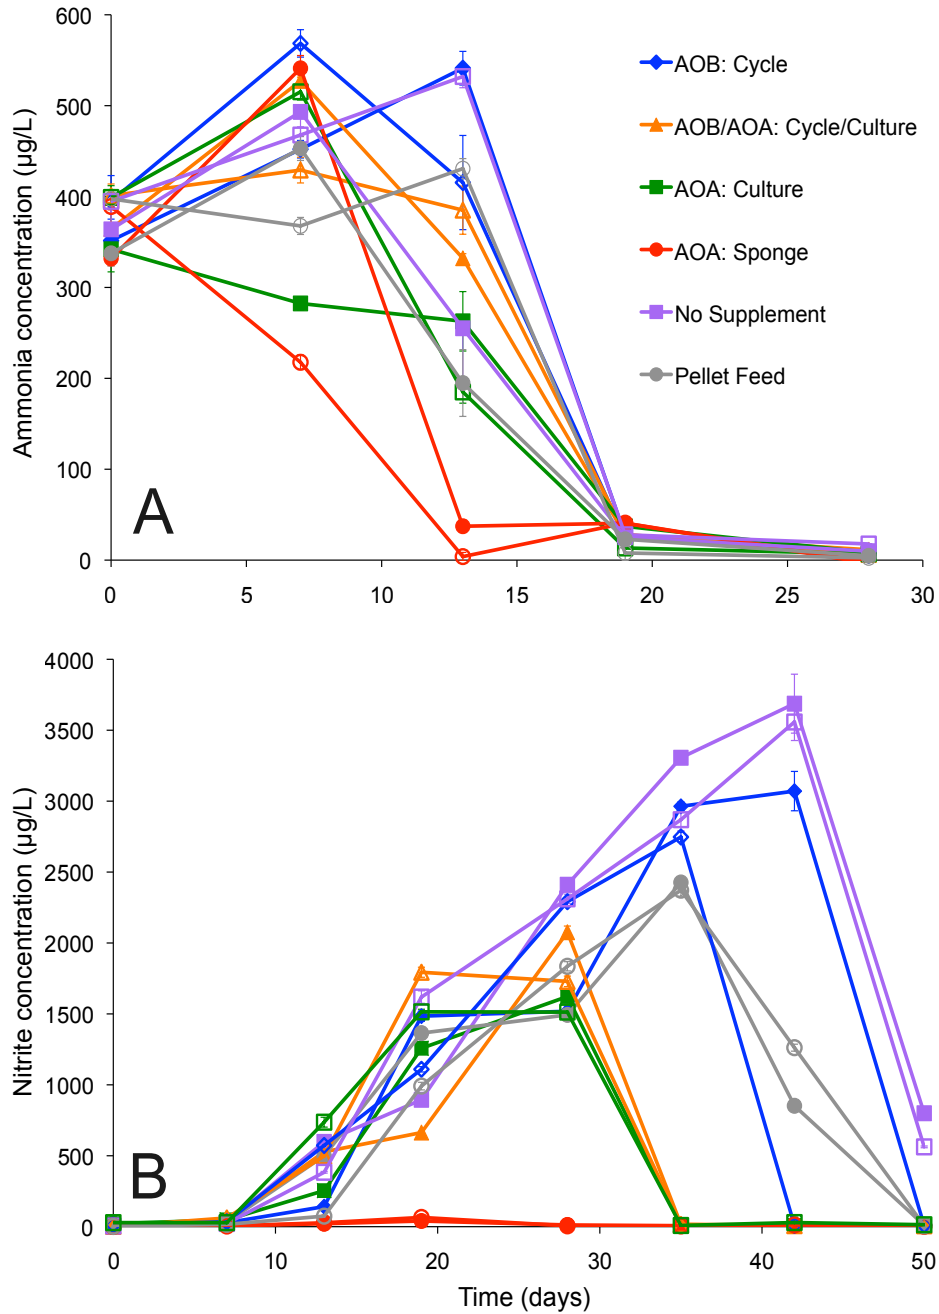 600
500
400
300
200
100
0
Ammonia concentration (µg/L)
A
AOB: Cycle
AOB/AOA: Cycle/Culture
AOA: Culture
AOA: Sponge
No Supplement
Pellet Feed
0 5 10 15 20 25 30
4000
3500
3000
2500
2000
1500
1000
500
0
Nitrite concentration (µg/L)
B
0 10 20 30 40 50
Time (days)